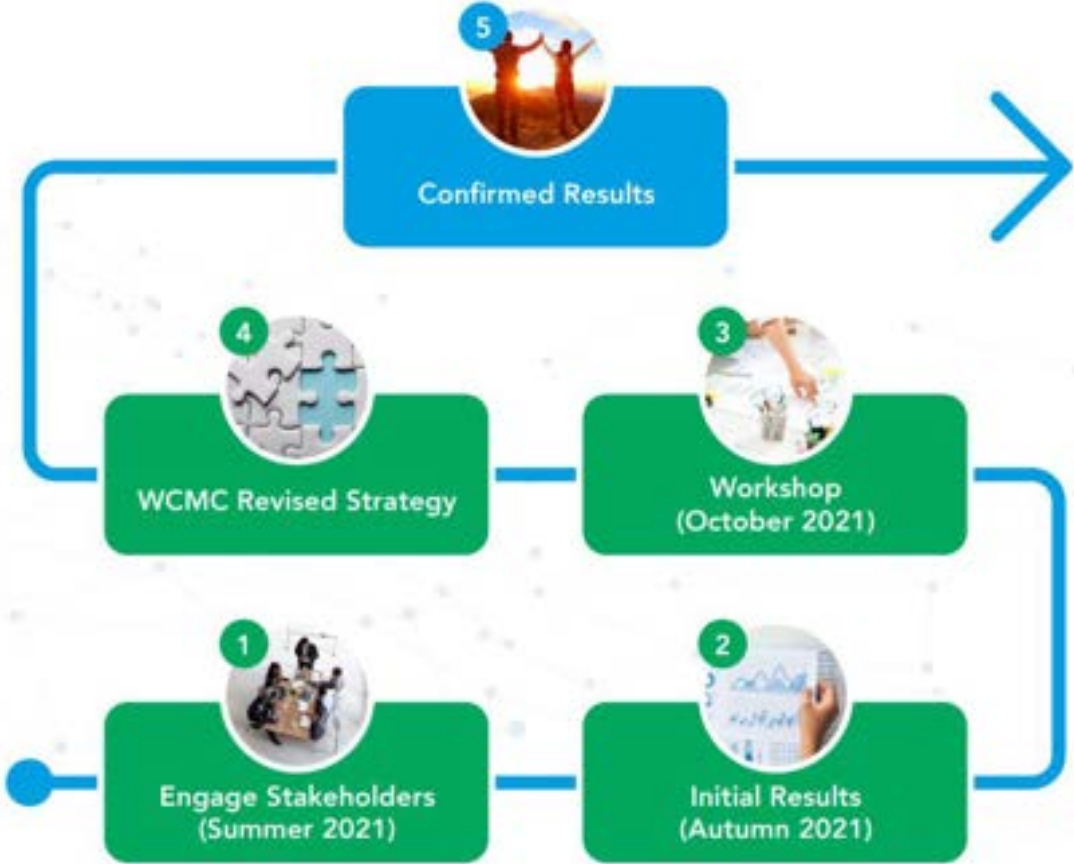 5
Confirmed Results
4
WCMC Revised Strategy
3
Workshop
(October 2021)
1
Engage Stakeholders
(Summer 2021)
2
Initial Results
(Autumn 2021)